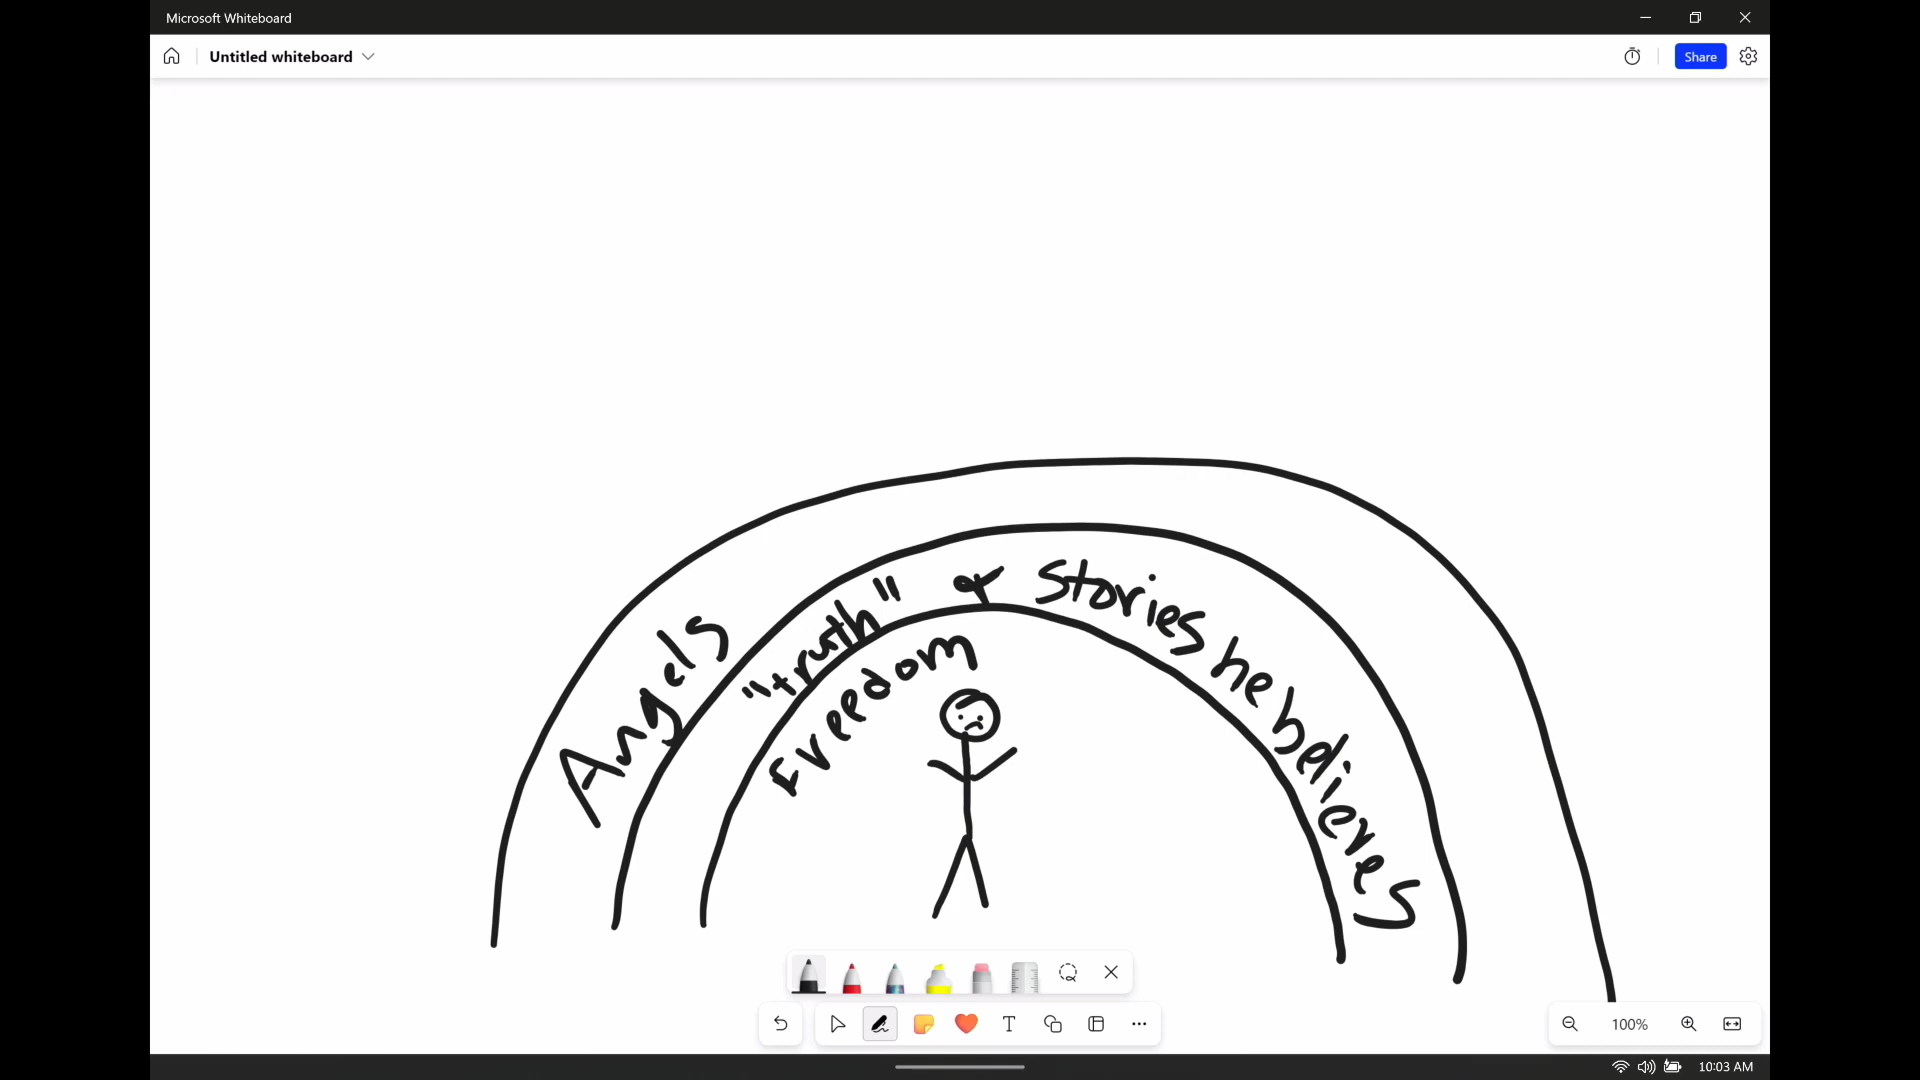 Microsoft Whiteboard
Untitled whiteboard
Share
Angels
"truth" & stories he believes
Freedom
100%
10:03 AM